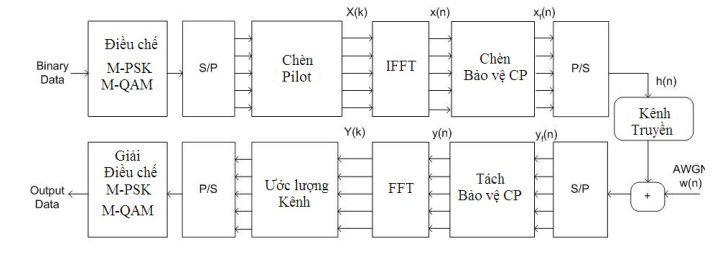 X(k)
x(n)
xf(n)
Binary
Data
Điều chế
M-PSK
M-QAM
S/P
Chèn
Pilot
IFFT
Chèn
Bảo vệ CP
P/S
h(n)
Kênh
Truyền
Y(k)
y(n)
yf(n)
AWGN
w(n)
Output
Data
Giải
Điều chế
M-PSK
M-QAM
P/S
Ước lượng
Kênh
FFT
Tách
Bảo vệ CP
S/P
+